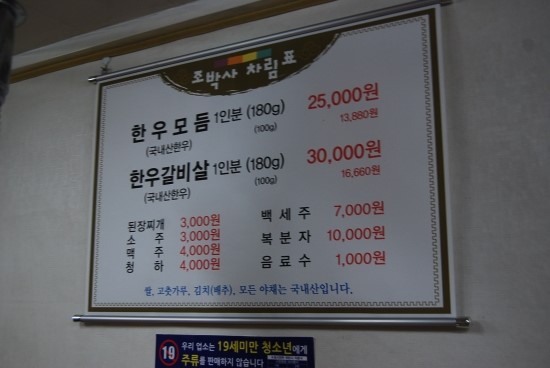 조박사 차림표
한우모듬 1인분 (180g) 25,000원
(국내산한우) (100g) 13,880원
한우갈비살 1인분 (180g) 30,000원
(국내산한우) (100g) 16,660원
된장찌개 3,000원 백세주 7,000원
소주 3,000원
맥주 4,000원 복분자 10,000원
청하 4,000원 음료수 1,000원
쌀, 고춧가루, 김치(배추), 모든 야채는 국내산입니다.
19 우리 업소는 19세미만 청소년에게
주류를 판매하지 않습니다